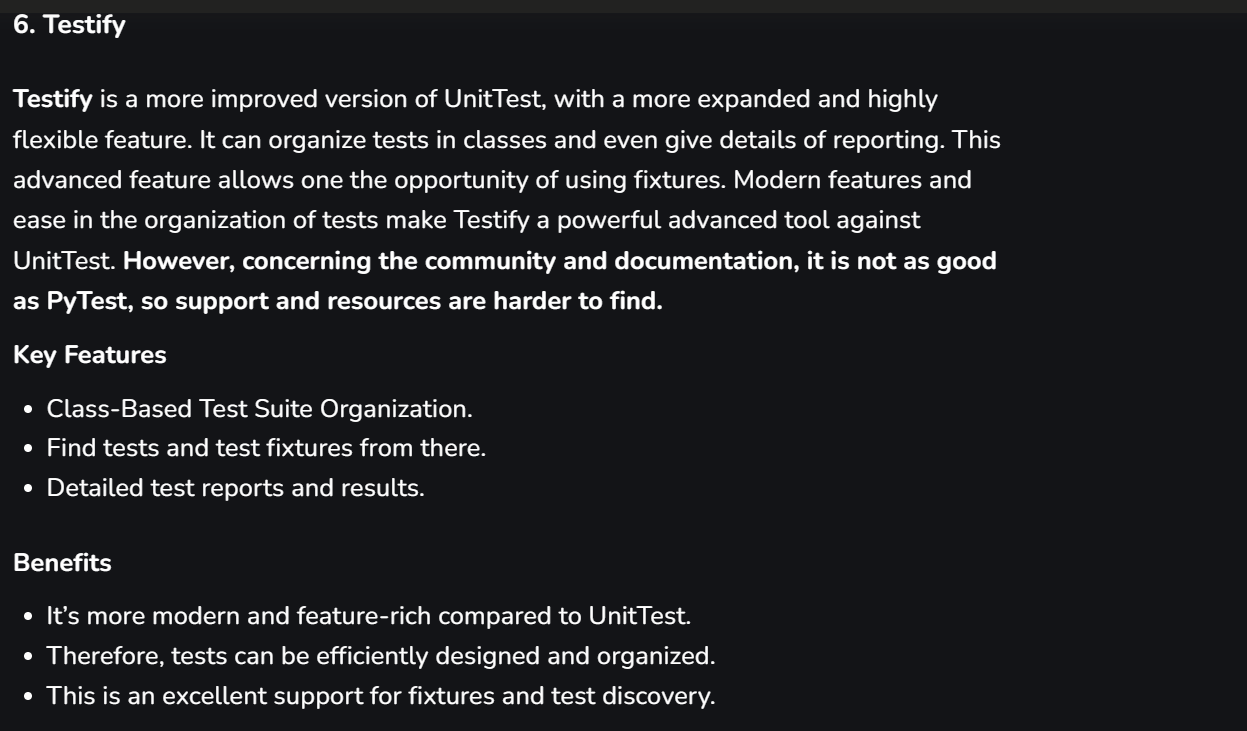 6. Testify
Testify is a more improved version of UnitTest, with a more expanded and highly
flexible feature. It can organize tests in classes and even give details of reporting. This
advanced feature allows one the opportunity of using fixtures. Modern features and
ease in the organization of tests make Testify a powerful advanced tool against
UnitTest. However, concerning the community and documentation, it is not as good
as PyTest, so support and resources are harder to find.
Key Features
• Class-Based Test Suite Organization.
• Find tests and test fixtures from there.
• Detailed test reports and results.
Benefits
• It’s more modern and feature-rich compared to UnitTest.
• Therefore, tests can be efficiently designed and organized.
• This is an excellent support for fixtures and test discovery.